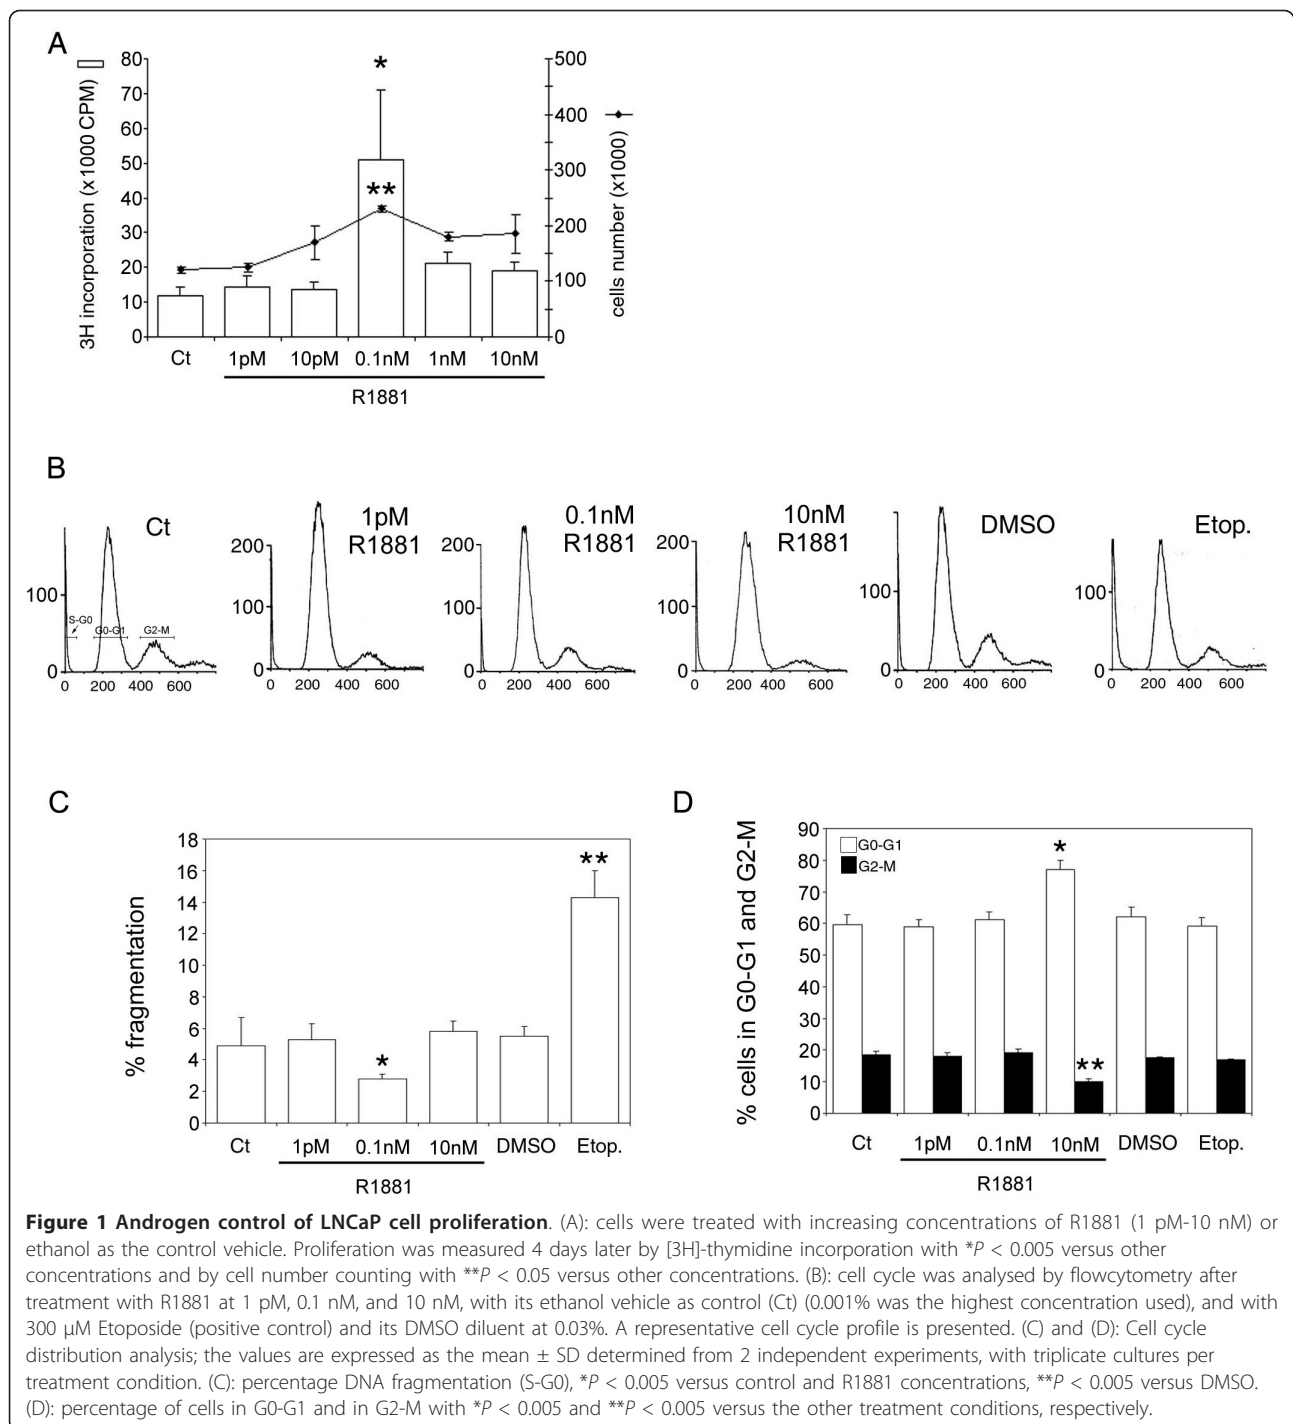 A
3H incorporation (x1000 CPM)
80
70
60
50
40
30
20
10
0
*
**
500
400
300
200
100
0
cells number (x1000)
Ct 1pM 10pM 0.1nM 1nM 10nM
R1881
B
Ct
100
0
S-G0
G0-G1
G2-M
0 200 400 600
1pM
R1881
200
100
0
0 200 400 600
0.1nM
R1881
200
100
0
0 200 400 600
10nM
R1881
200
100
0
0 200 400 600
DMSO
100
0
0 200 400 600
Etop.
100
0
0 200 400 600
C
% fragmentation
18
16
14
12
10
8
6
4
2
0
*
**
Ct 1pM 0.1nM 10nM DMSO Etop.
R1881
D
% cells in G0-G1 and G2-M
90
80
70
60
50
40
30
20
10
0
G0-G1
G2-M
*
**
Ct 1pM 0.1nM 10nM DMSO Etop.
R1881
Figure 1 Androgen control of LNCaP cell proliferation. (A): cells were treated with increasing concentrations of R1881 (1 pM-10 nM) or
ethanol as the control vehicle. Proliferation was measured 4 days later by [3H]-thymidine incorporation with *P < 0.005 versus other
concentrations and by cell number counting with **P < 0.05 versus other concentrations. (B): cell cycle was analysed by flowcytometry after
treatment with R1881 at 1 pM, 0.1 nM, and 10 nM, with its ethanol vehicle as control (Ct) (0.001% was the highest concentration used), and with
300 μM Etoposide (positive control) and its DMSO diluent at 0.03%. A representative cell cycle profile is presented. (C) and (D): Cell cycle
distribution analysis; the values are expressed as the mean ± SD determined from 2 independent experiments, with triplicate cultures per
treatment condition. (C): percentage DNA fragmentation (S-G0), *P < 0.005 versus control and R1881 concentrations, **P < 0.005 versus DMSO.
(D): percentage of cells in G0-G1 and in G2-M with *P < 0.005 and **P < 0.005 versus the other treatment conditions, respectively.